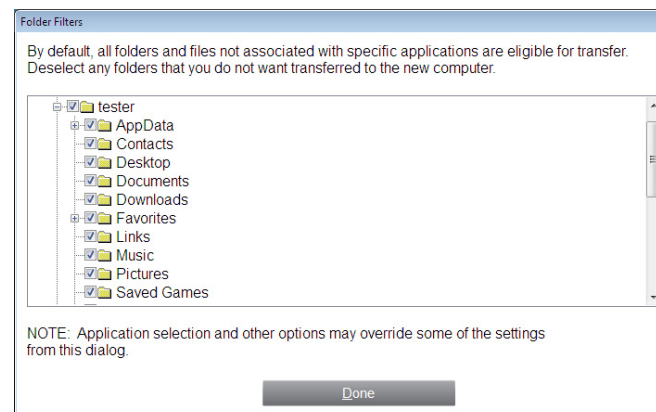 Folder Filters
By default, all folders and files not associated with specific applications are eligible for transfer.
Deselect any folders that you do not want transferred to the new computer.
tester
AppData
Contacts
Desktop
Documents
Downloads
Favorites
Links
Music
Pictures
Saved Games
NOTE: Application selection and other options may override some of the settings
from this dialog.
Done